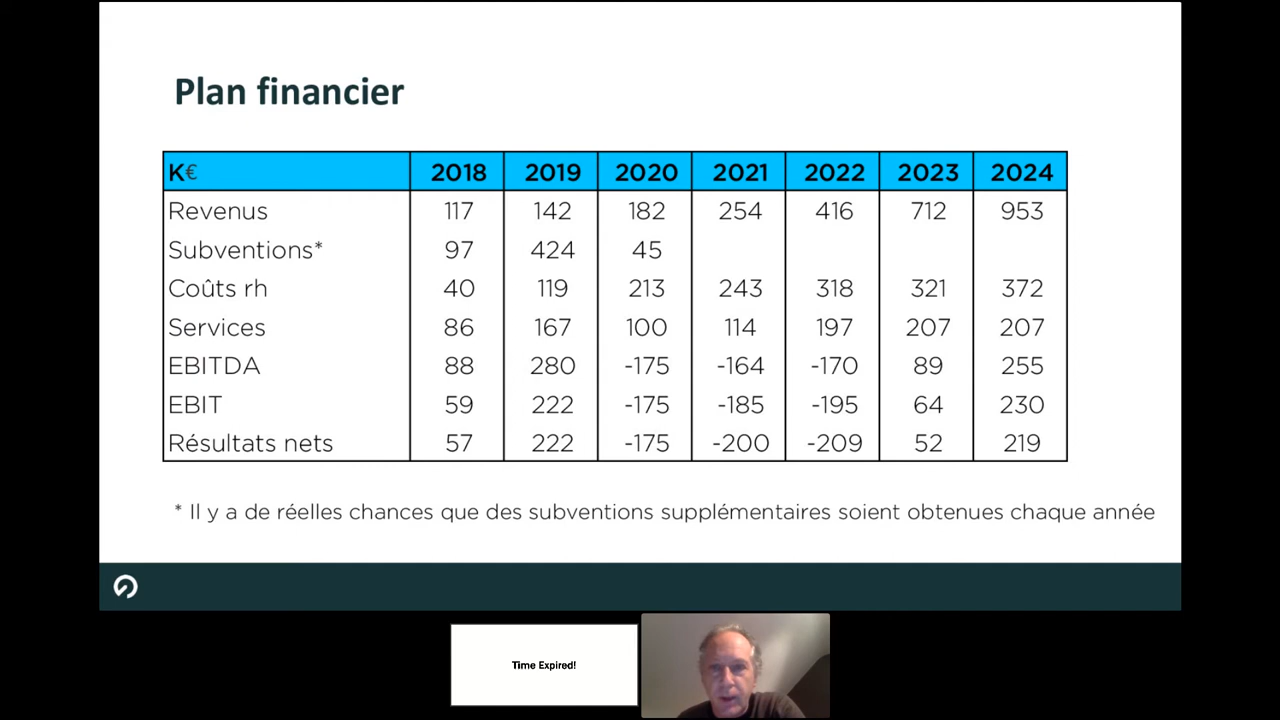 Plan financier
K€ 2018 2019 2020 2021 2022 2023 2024
Revenus 117 142 182 254 416 712 953
Subventions* 97 424 45
Coûts rh 40 119 213 243 318 321 372
Services 86 167 100 114 197 207 207
EBITDA 88 280 -175 -164 -170 89 255
EBIT 59 222 -175 -185 -195 64 230
Résultats nets 57 222 -175 -200 -209 52 219
* Il y a de réelles chances que des subventions supplémentaires soient obtenues chaque année
Time Expired!